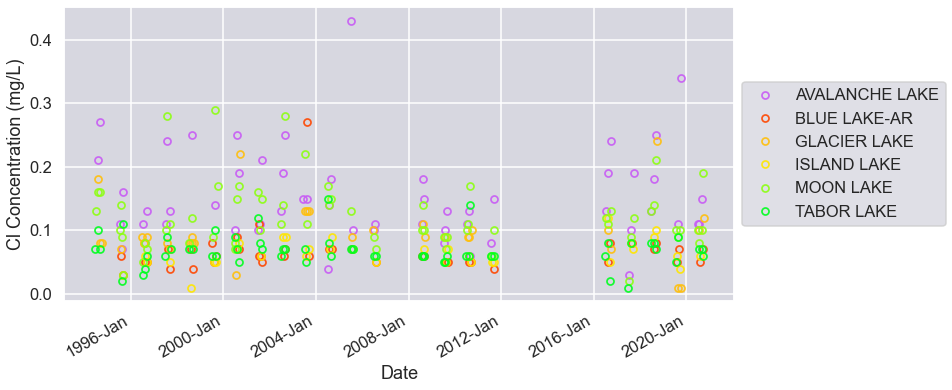 0.4
0.3
0.2
0.1
0.0
Cl Concentration (mg/L)
1996-Jan
2000-Jan
2004-Jan
2008-Jan
2012-Jan
2016-Jan
2020-Jan
Date
AVALANCHE LAKE
BLUE LAKE-AR
GLACIER LAKE
ISLAND LAKE
MOON LAKE
TABOR LAKE